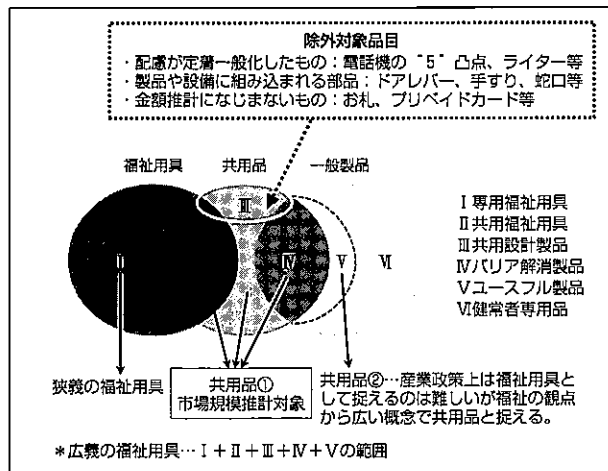 除外対象品目
・配慮が定着一般化したもの：電話機の“5”凸点、ライター等
・製品や設備に組み込まれる部品：ドアレバー、手すり、蛇口等
・金額推計になじまないもの：お札、プリペイドカード等
福祉用具 共用品 一般製品
Ⅲ
Ⅳ Ⅴ Ⅵ
Ⅰ専用福祉用具
Ⅱ共用福祉用具
Ⅲ共用設計製品
Ⅳバリア解消製品
Ⅴユースフル製品
Ⅵ健常者専用品
狭義の福祉用具
共用品①
市場規模推計対象
共用品②…産業政策上は福祉用具と
して捉えるのは難しいが福祉の観点
から広い概念で共用品と捉える。
＊広義の福祉用具…Ⅰ＋Ⅱ＋Ⅲ＋Ⅳ＋Ⅴの範囲